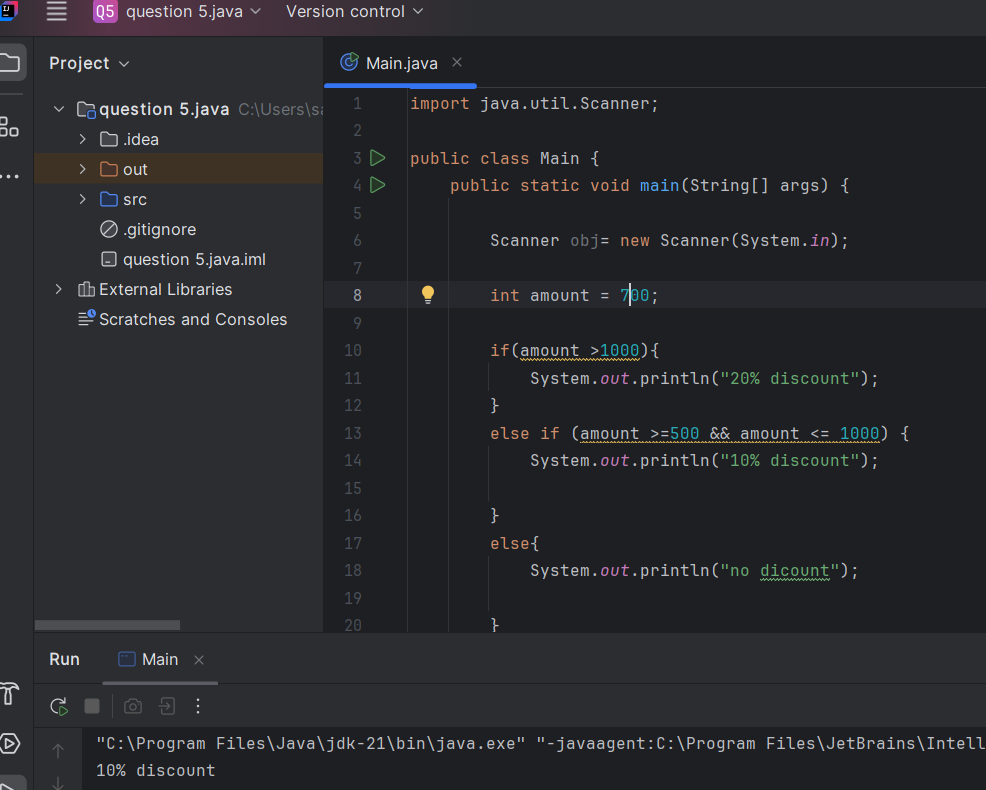 Q5 question 5.java Version control
Project
Main.java
question 5.java C:\Users\sa
.idea
out
src
.gitignore
question 5.java.iml
External Libraries
Scratches and Consoles
1 import java.util.Scanner;
2
3 public class Main {
4 public static void main(String[] args) {
5
6 Scanner obj= new Scanner(System.in);
7
8 int amount = 700;
9
10 if(amount >1000){
11 System.out.println("20% discount");
12 }
13 else if (amount >=500 && amount <= 1000) {
14 System.out.println("10% discount");
15
16 }
17 else{
18 System.out.println("no dicount");
19
20 }
Run Main
"C:\Program Files\Java\jdk-21\bin\java.exe" "-javaagent:C:\Program Files\JetBrains\Intell
10% discount